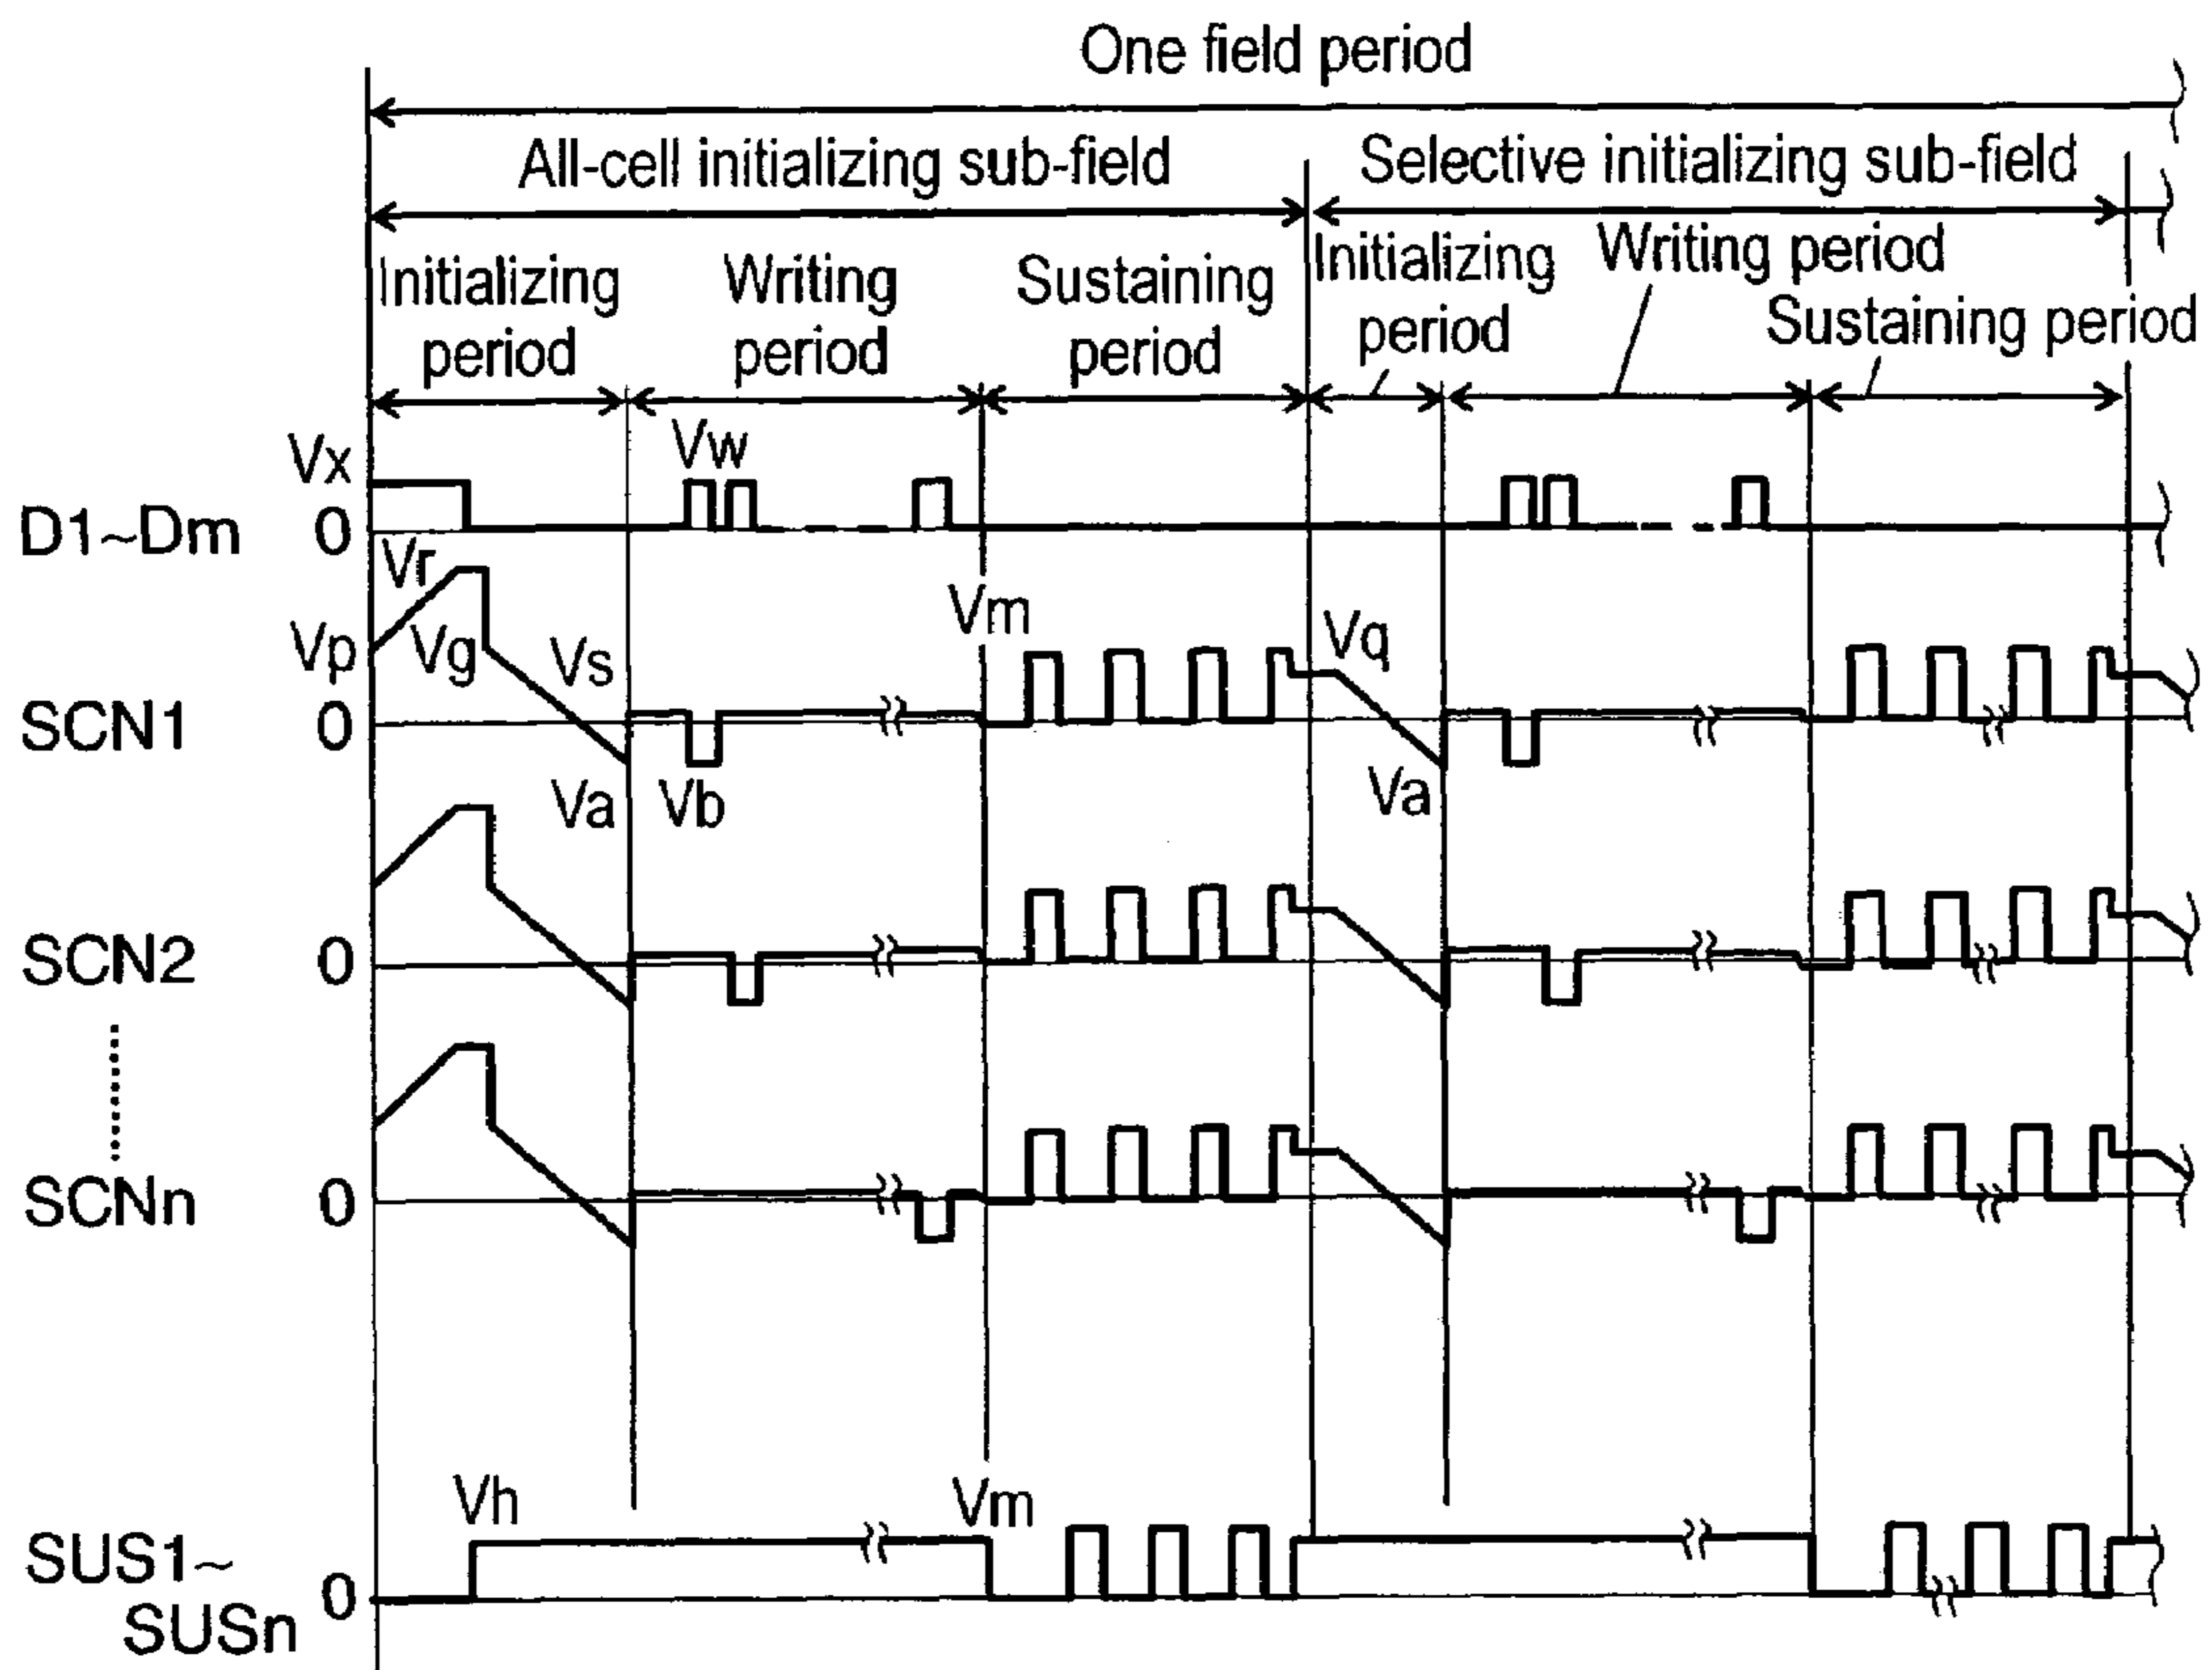 One field period
All-cell initializing sub-field
Selective initializing sub-field
Initializing
period
Writing
period
Sustaining
period
Initializing
period
Writing period
Sustaining period
Vx
Vw
D1~Dm
0
Vr
Vm
Vp
Vg
Vs
Vq
SCN1
0
Va
Vb
Va
SCN2
0
SCNn
0
Vh
Vm
SUS1~
SUSn
0